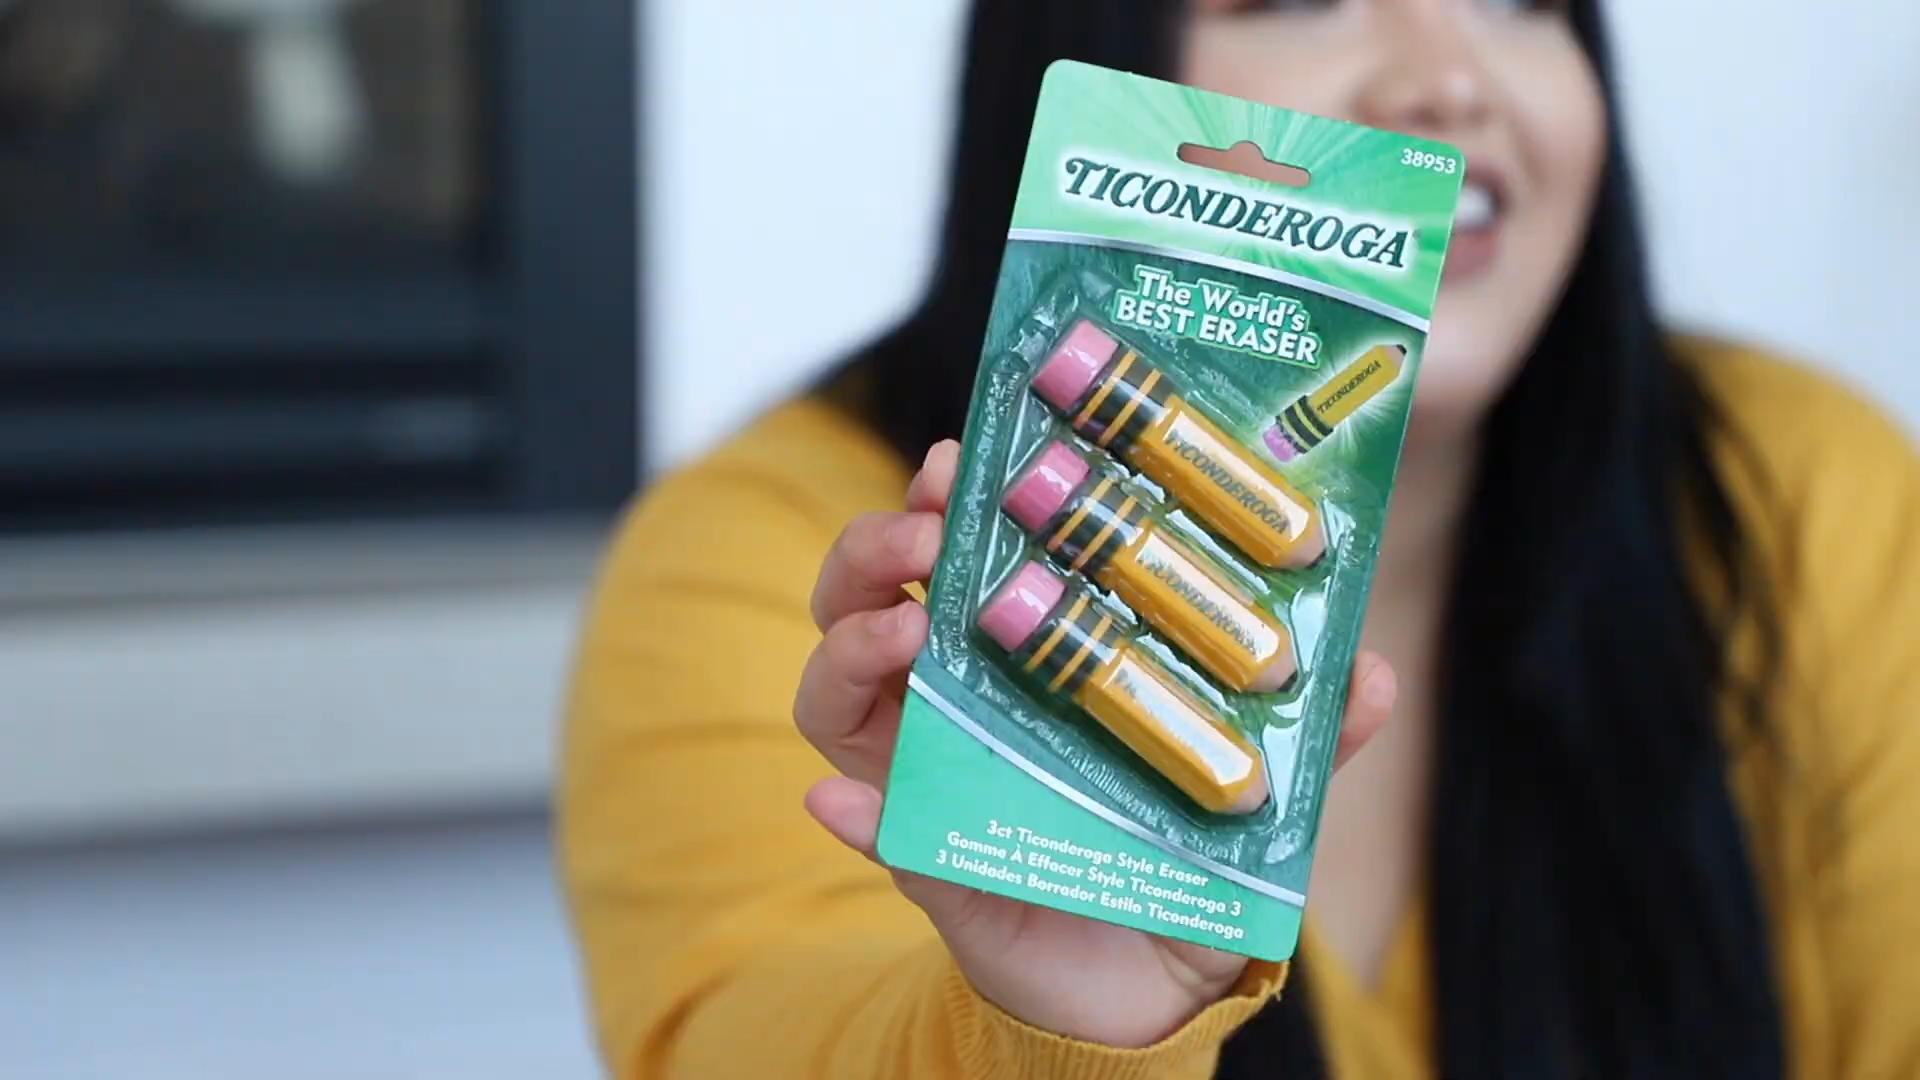 38953
TICONDEROGA
The World's
BEST ERASER
TICONDEROGA
TICONDEROGA
TICONDEROGA
3ct Ticonderoga Style Eraser
Gomme À Effacer Style Ticonderoga 3
3 Unidades Borrador Estilo Ticonderoga